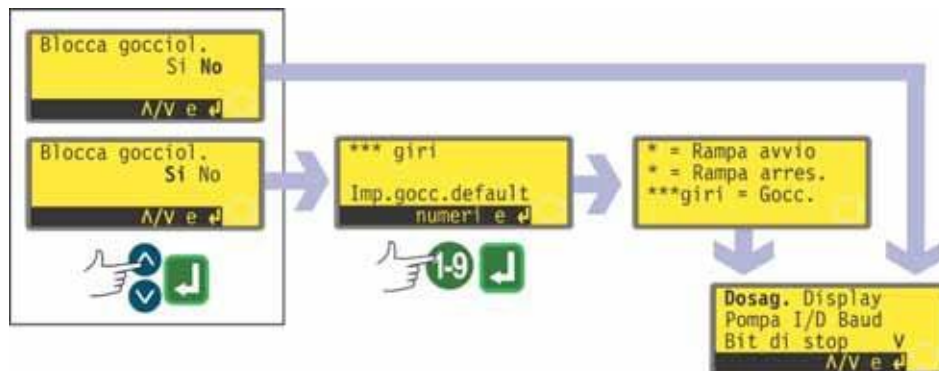 Blocca gocciol.
Si No
Λ/V e ↲
Blocca gocciol.
Si No
Λ/V e ↲
*** giri
Imp.gocc.default
numeri e ↲
1-9
* = Rampa avvio
* = Rampa arres.
***giri = Gocc.
Dosag. Display
Pompa I/D Baud
Bit di stop V
Λ/V e ↲